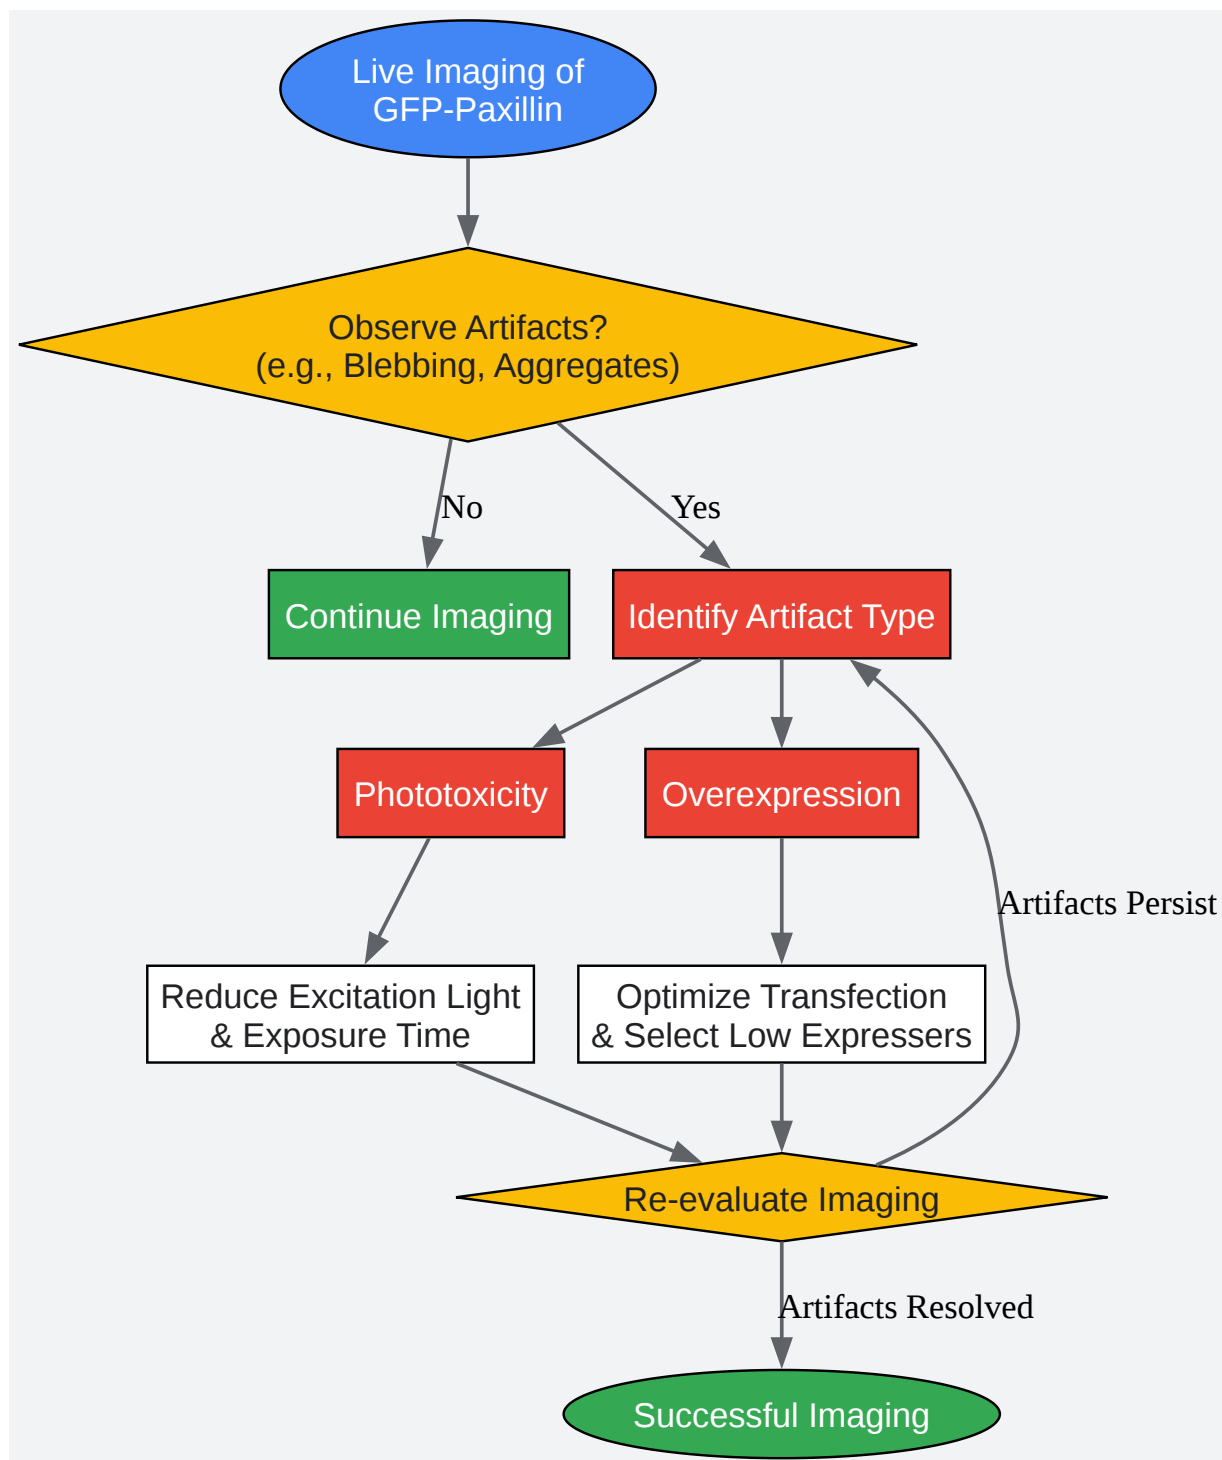 Live Imaging of
GFP-Paxillin
Observe Artifacts?
(e.g., Blebbing, Aggregates)
No
Yes
Continue Imaging
Identify Artifact Type
Phototoxicity
Overexpression
Artifacts Persist
Reduce Excitation Light
& Exposure Time
Optimize Transfection
& Select Low Expressers
Re-evaluate Imaging
Artifacts Resolved
Successful Imaging